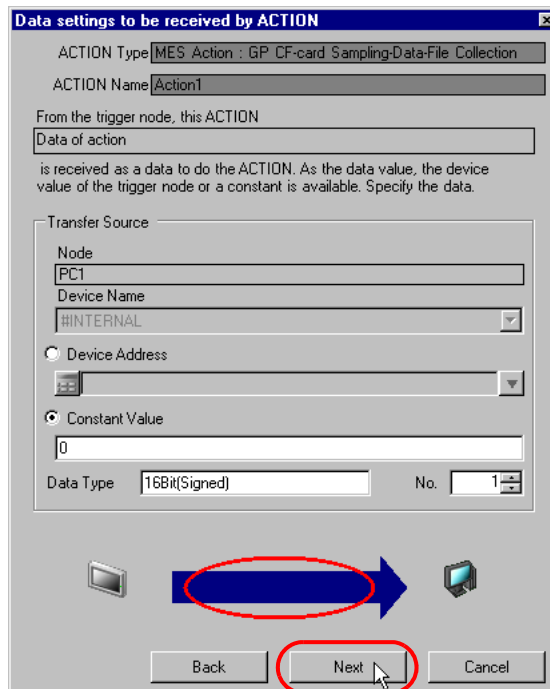 Data settings to be received by ACTION
ACTION Type MES Action : GP CF-card Sampling-Data-File Collection
ACTION Name Action1
From the trigger node, this ACTION
Data of action
is received as a data to do the ACTION. As the data value, the device
value of the trigger node or a constant is available. Specify the data.
Transfer Source
Node
PC1
Device Name
#INTERNAL
Device Address
Constant Value
0
Data Type 16Bit(Signed) No. 1
Back Next Cancel